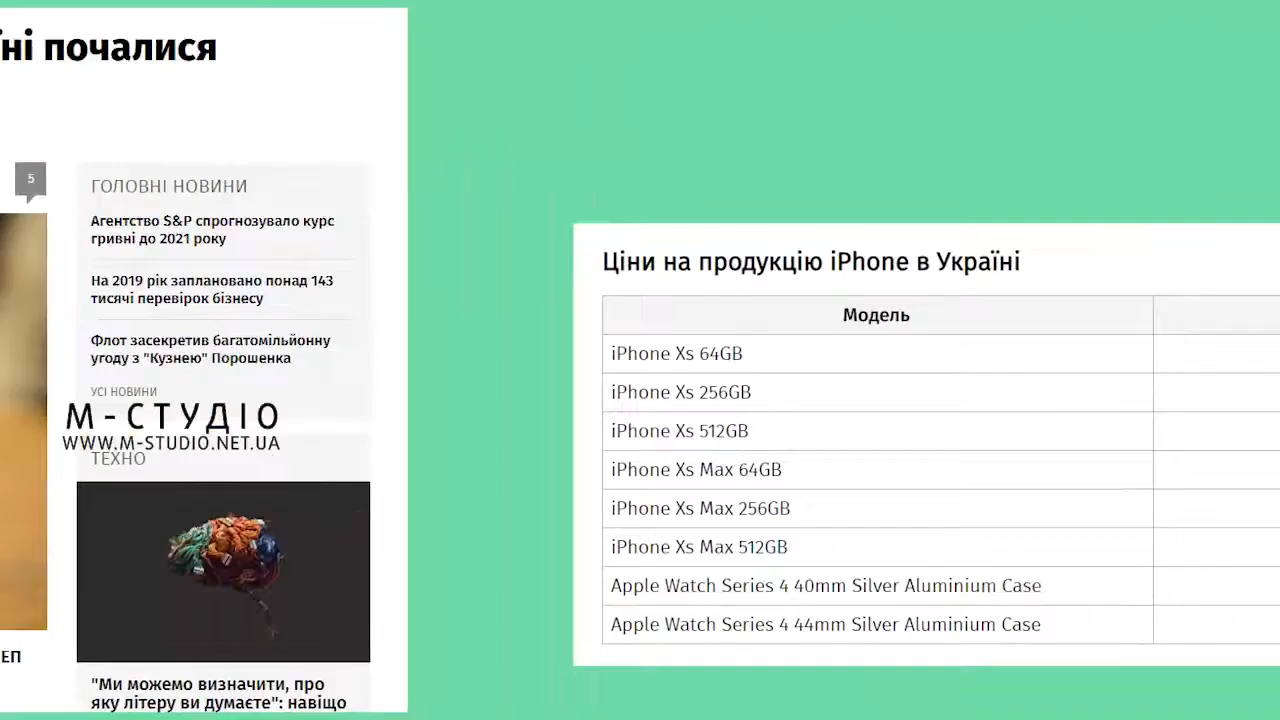 їні почалися
5
ГОЛОВНІ НОВИНИ
Агентство S&P спрогнозувало курс
гривні до 2021 року
На 2019 рік заплановано понад 143
тисячі перевірок бізнесу
Флот засекретив багатомільйонну
угоду з "Кузнею" Порошенка
УСІ НОВИНИ
М-СТУДІО
WWW.M-STUDIO.NET.UA
ТЕХНО
ЕП
"Ми можемо визначити, про
яку літеру ви думаєте": навіщо
Ціни на продукцію iPhone в Україні
Модель
iPhone Xs 64GB
iPhone Xs 256GB
iPhone Xs 512GB
iPhone Xs Max 64GB
iPhone Xs Max 256GB
iPhone Xs Max 512GB
Apple Watch Series 4 40mm Silver Aluminium Case
Apple Watch Series 4 44mm Silver Aluminium Case